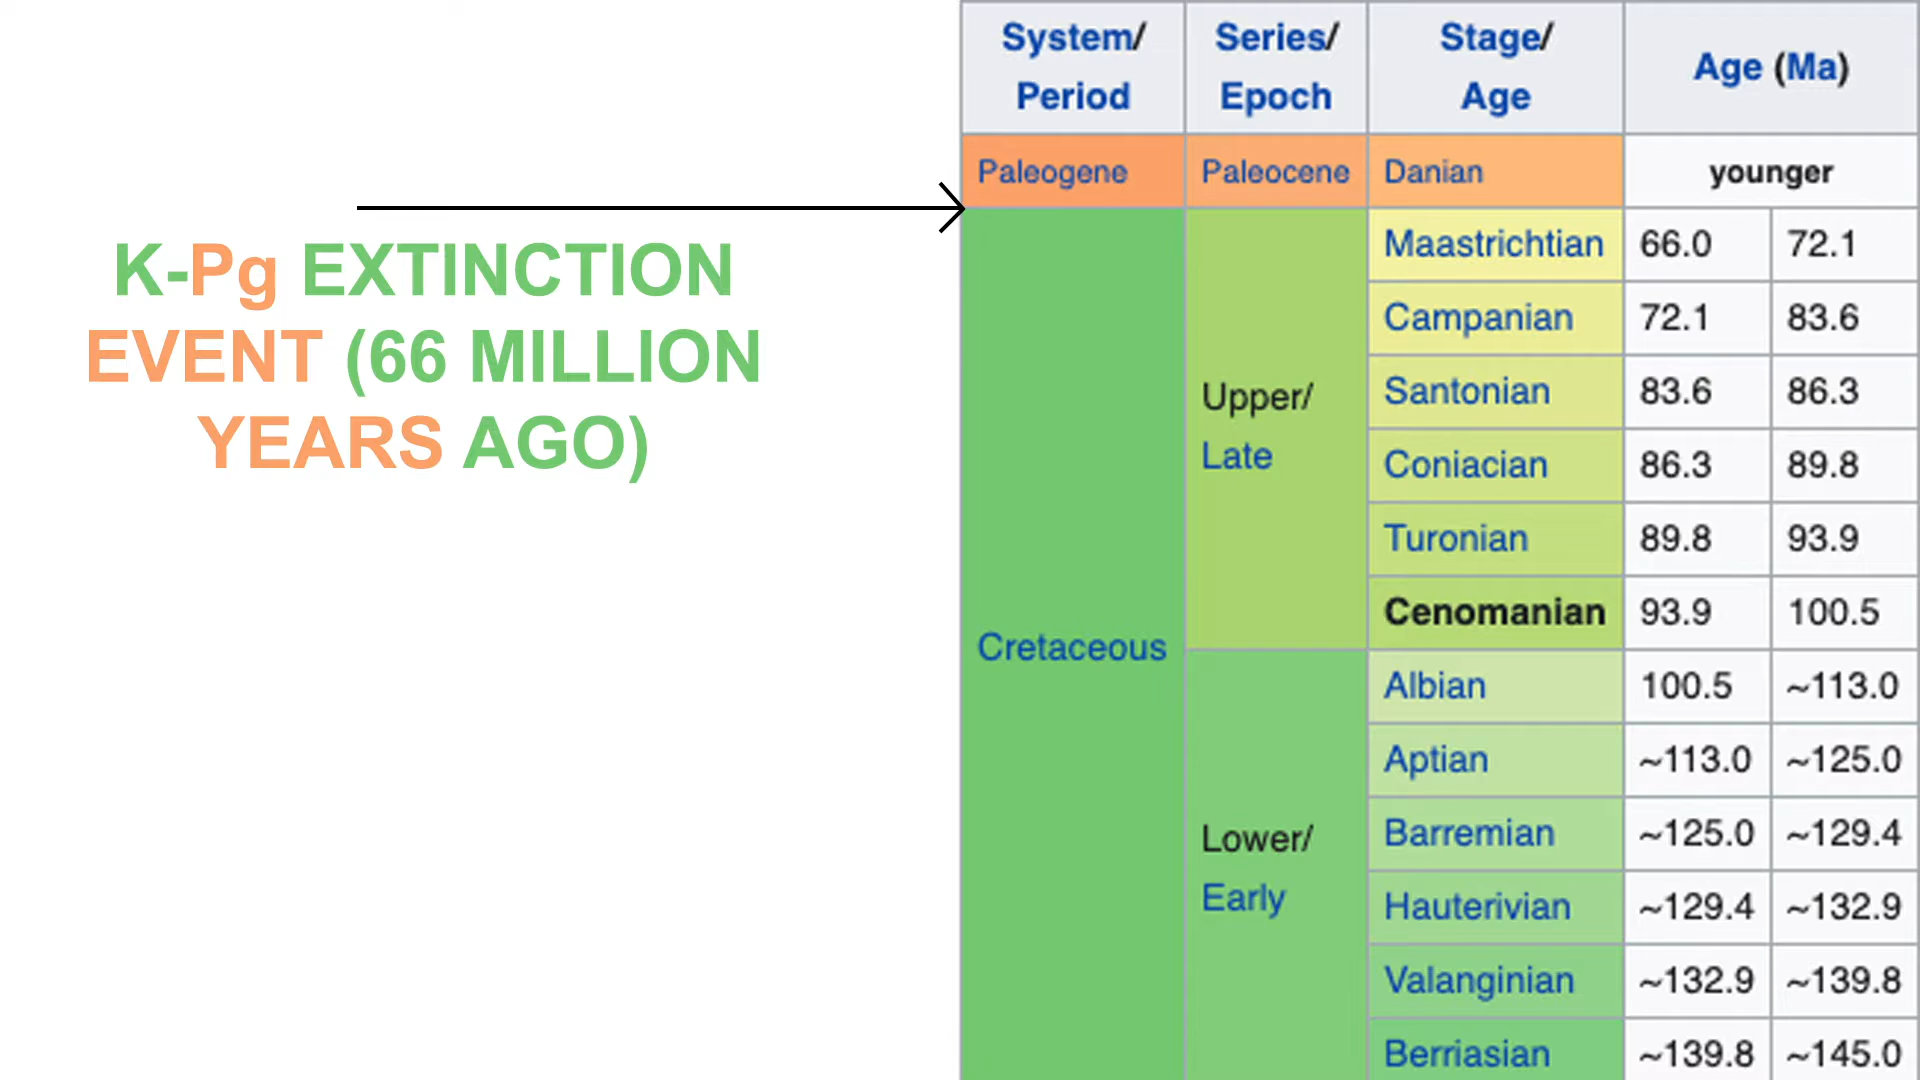 K-Pg EXTINCTION
EVENT (66 MILLION
YEARS AGO)
System/
Period
Series/
Epoch
Stage/
Age
Age (Ma)
Paleogene Paleocene Danian younger
Cretaceous
Upper/
Late
Maastrichtian 66.0 72.1
Campanian 72.1 83.6
Santonian 83.6 86.3
Coniacian 86.3 89.8
Turonian 89.8 93.9
Cenomanian 93.9 100.5
Lower/
Early
Albian 100.5 ~113.0
Aptian ~113.0 ~125.0
Barremian ~125.0 ~129.4
Hauterivian ~129.4 ~132.9
Valanginian ~132.9 ~139.8
Berriasian ~139.8 ~145.0